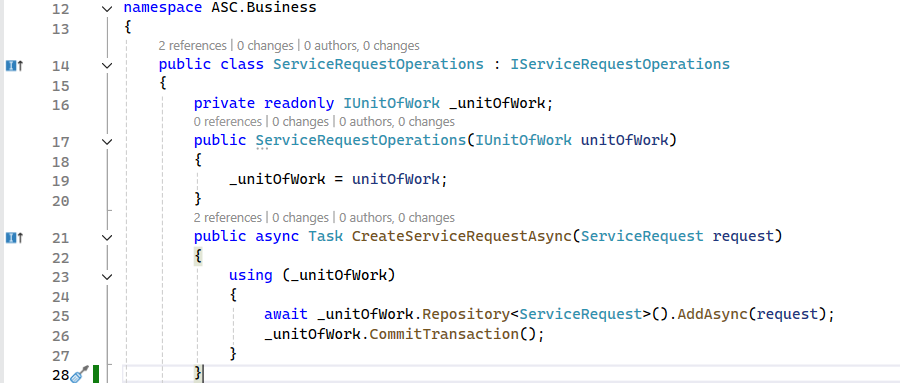 12 namespace ASC.Business
13 {
2 references | 0 changes | 0 authors, 0 changes
14 public class ServiceRequestOperations : IServiceRequestOperations
15 {
16 private readonly IUnitOfWork _unitOfWork;
0 references | 0 changes | 0 authors, 0 changes
17 public ServiceRequestOperations(IUnitOfWork unitOfWork)
18 {
19 _unitOfWork = unitOfWork;
20 }
2 references | 0 changes | 0 authors, 0 changes
21 public async Task CreateServiceRequestAsync(ServiceRequest request)
22 {
23 using (_unitOfWork)
24 {
25 await _unitOfWork.Repository<ServiceRequest>().AddAsync(request);
26 _unitOfWork.CommitTransaction();
27 }
28 }